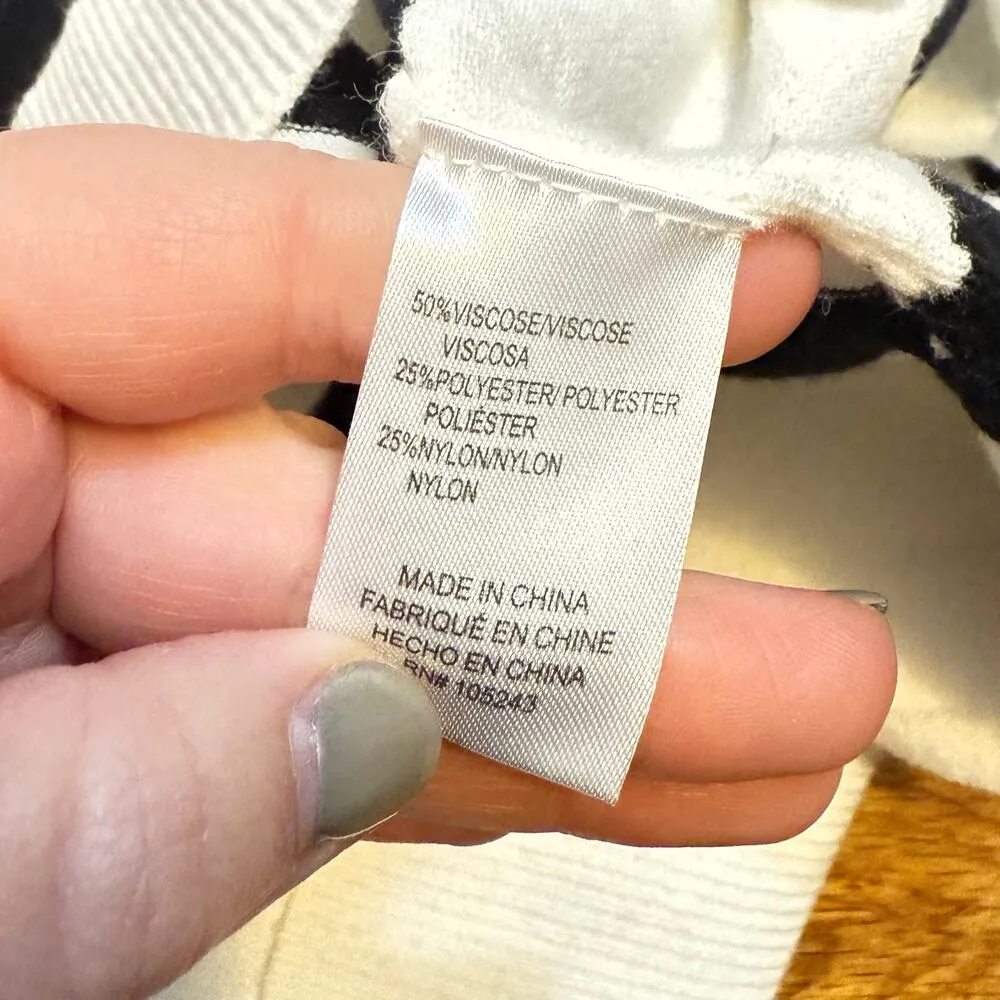 50%VISCOSE/VISCOSE
VISCOSA
25%POLYESTER/POLYESTER
POLIÉSTER
25%NYLON/NYLON
NYLON
MADE IN CHINA
FABRIQUÉ EN CHINE
HECHO EN CHINA
RN# 105243